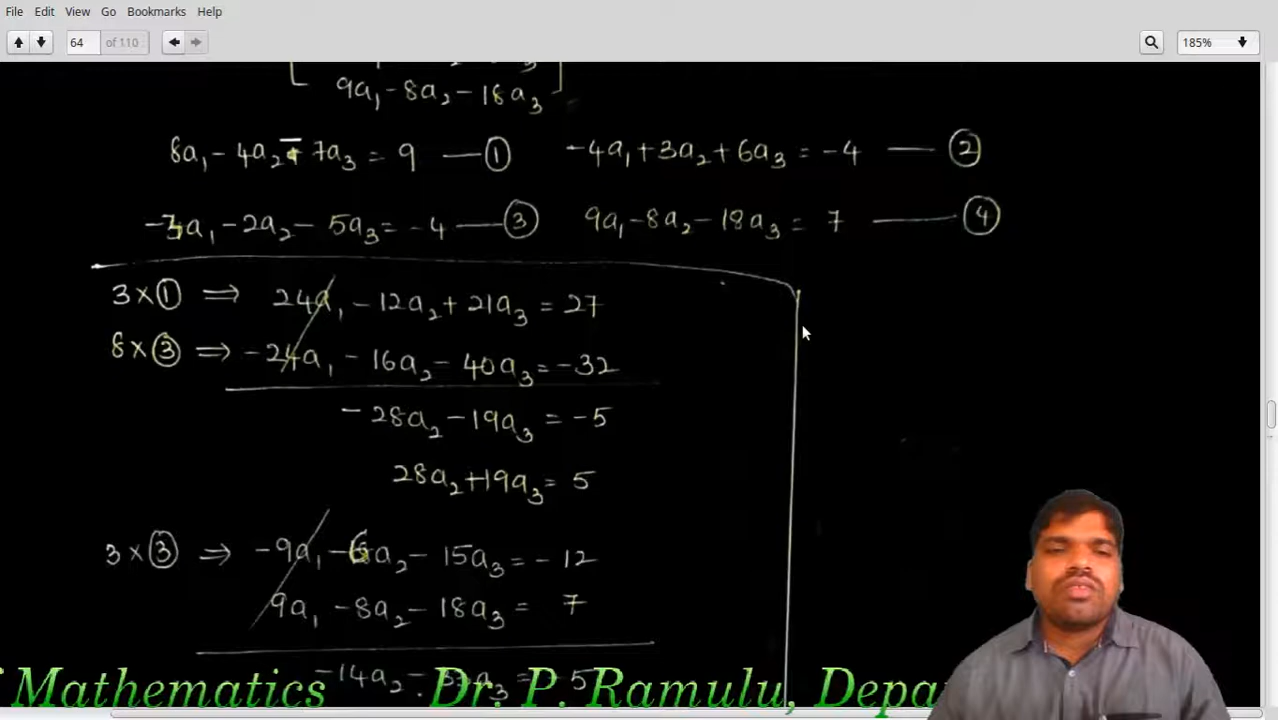 File Edit View Go Bookmarks Help
64 of 110 185%
9a₁ - 8a₂ - 18a₃
8a₁ - 4a₂ - 7a₃ = 9 — ①
-4a₁ + 3a₂ + 6a₃ = -4 — ②
-3a₁ - 2a₂ - 5a₃ = -4 — ③
9a₁ - 8a₂ - 18a₃ = 7 — ④
3 × ① ⇒ 24a₁ - 12a₂ + 21a₃ = 27
8 × ③ ⇒ -24a₁ - 16a₂ - 40a₃ = -32
-28a₂ - 19a₃ = -5
28a₂ + 19a₃ = 5
3 × ③ ⇒ -9a₁ - 6a₂ - 15a₃ = -12
9a₁ - 8a₂ - 18a₃ = 7
-14a₂ - 33a₃ = 5
Mathematics Dr. P. Ramulu, Depa